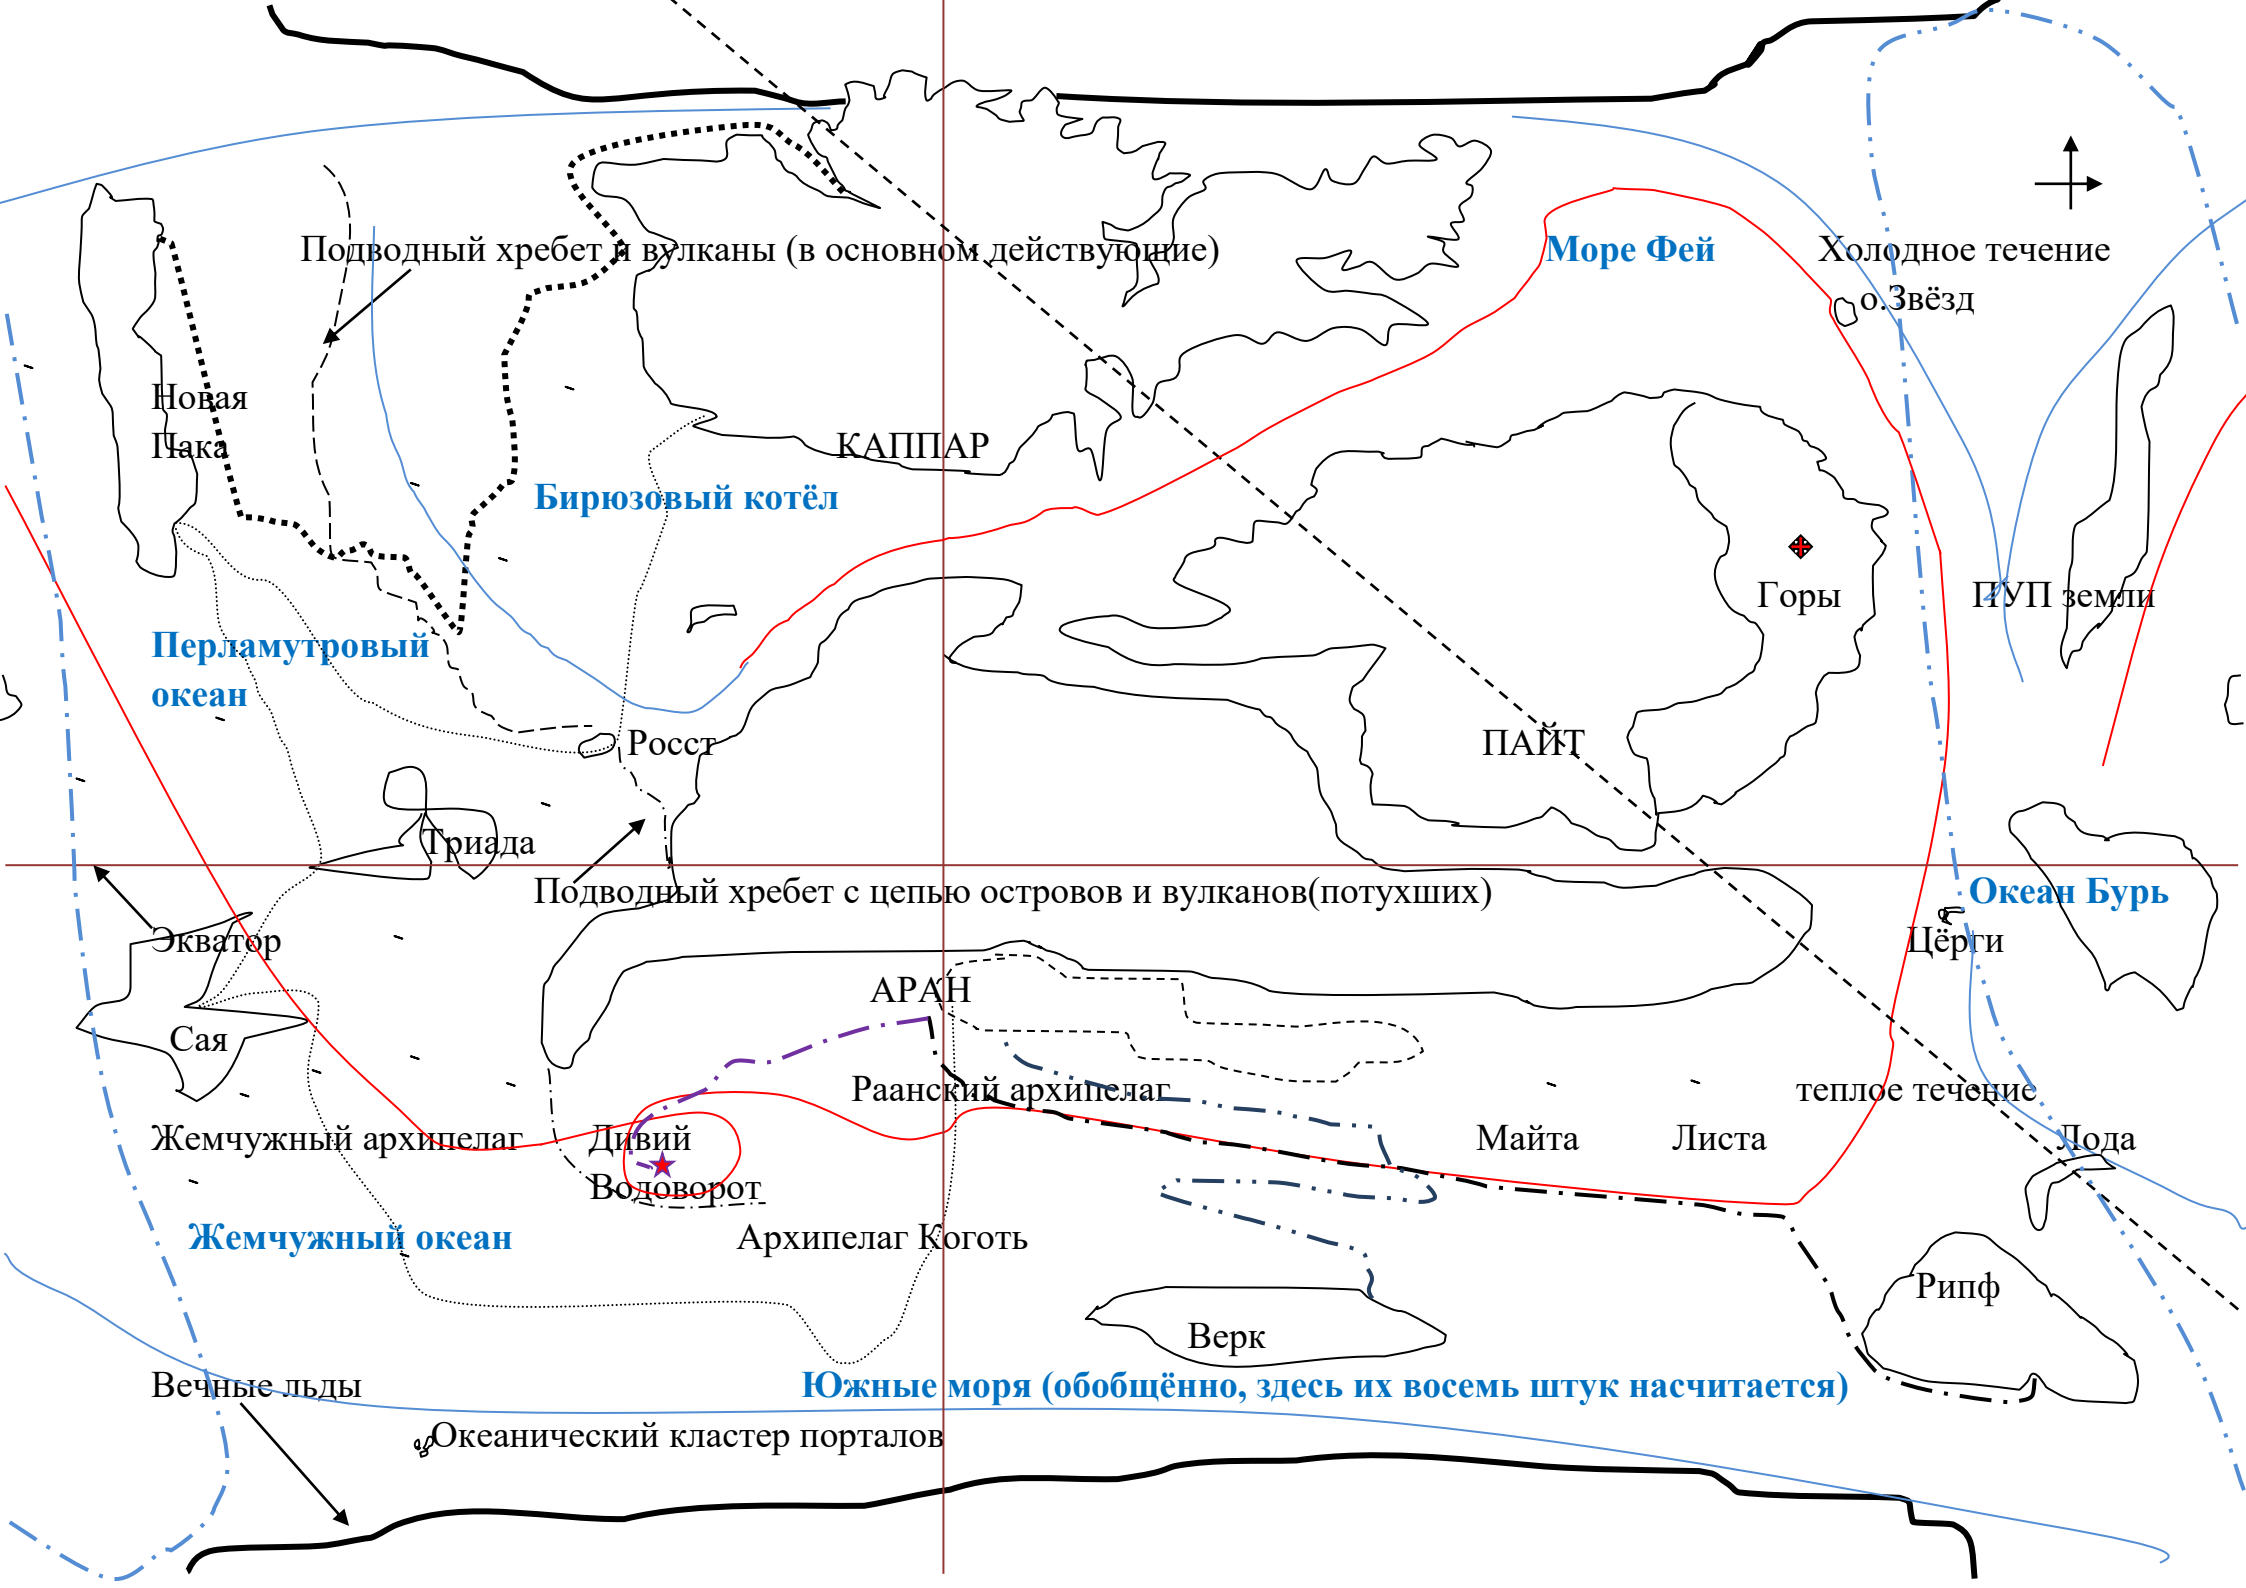 Подводный хребет и вулканы (в основном действующие)
Море Фей
Холодное течение
о.Звёзд
Новая
Пака
КАППАР
Бирюзовый котёл
Горы
ПУП земли
Перламутровый
океан
Росст
ПАЙТ
Триада
Подводный хребет с цепью островов и вулканов(потухших)
Океан Бурь
Экватор
Цёрги
АРАН
Сая
Раанский архипелаг
теплое течение
Жемчужный архипелаг
Дивий
Майта
Листа
Лода
Водоворот
Жемчужный океан
Архипелаг Коготь
Рипф
Верк
Вечные льды
Южные моря (обобщённо, здесь их восемь штук насчитается)
Океанический кластер порталов